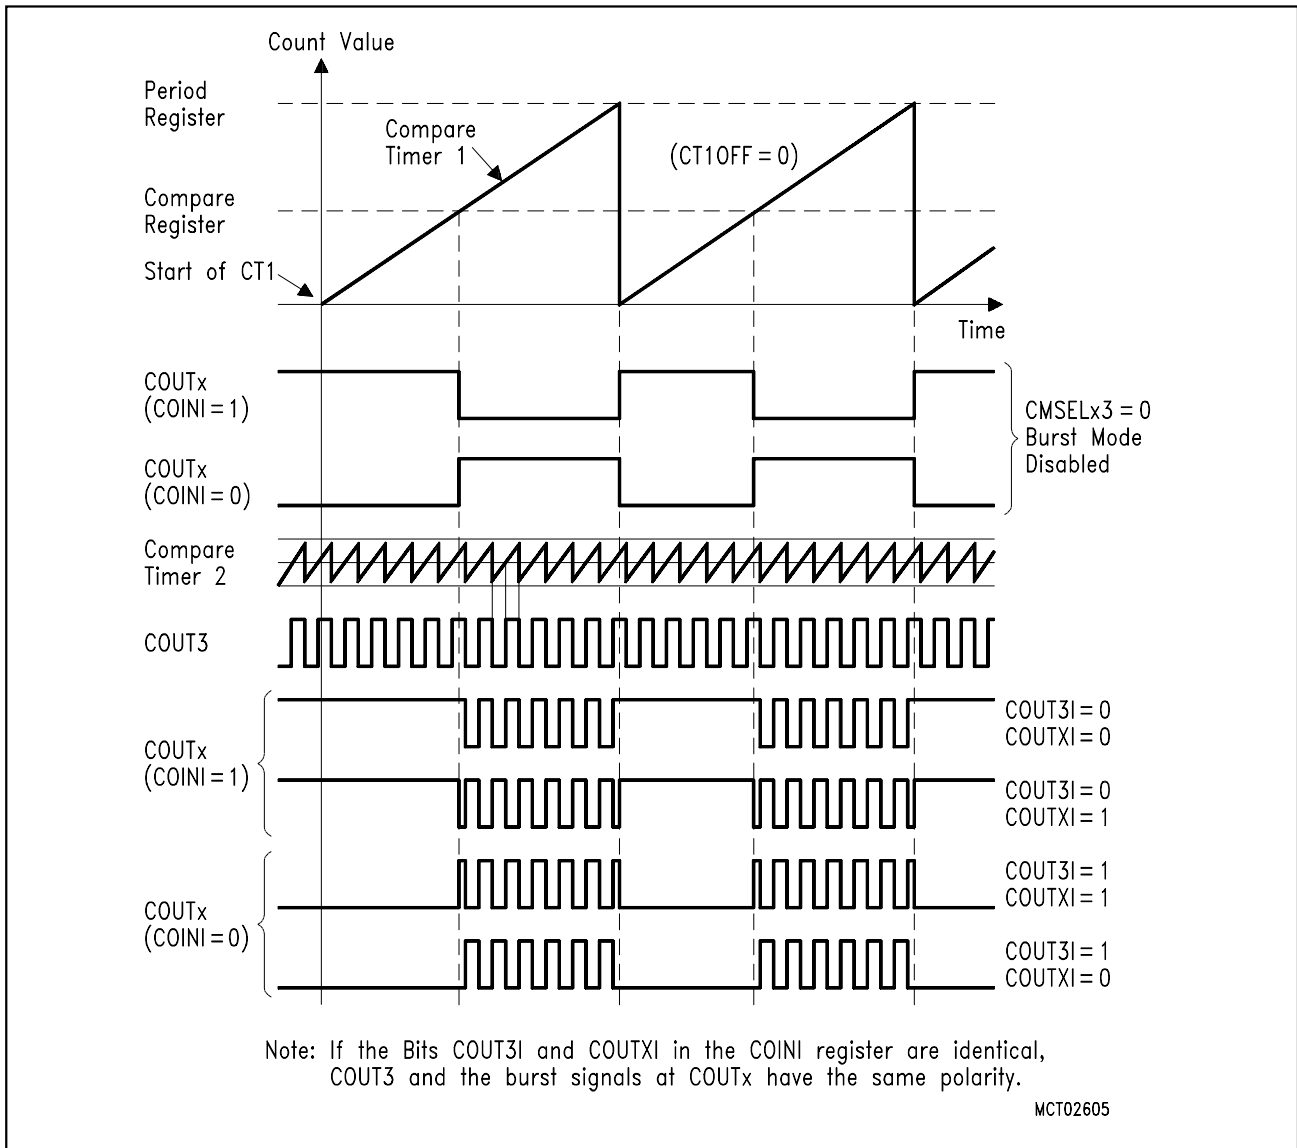 Count Value
Period
Register
Compare
Timer 1
(CT1OFF = 0)
Compare
Register
Start of CT1
Time
COUTx
(COINI = 1)
CMSELx3 = 0
Burst Mode
Disabled
COUTx
(COINI = 0)
Compare
Timer 2
COUT3
COUTx
(COINI = 1)
COUT3I = 0
COUTXI = 0
COUT3I = 0
COUTXI = 1
COUTx
(COINI = 0)
COUT3I = 1
COUTXI = 1
COUT3I = 1
COUTXI = 0
Note: If the Bits COUT3I and COUTXI in the COINI register are identical,
COUT3 and the burst signals at COUTx have the same polarity.
MCT02605